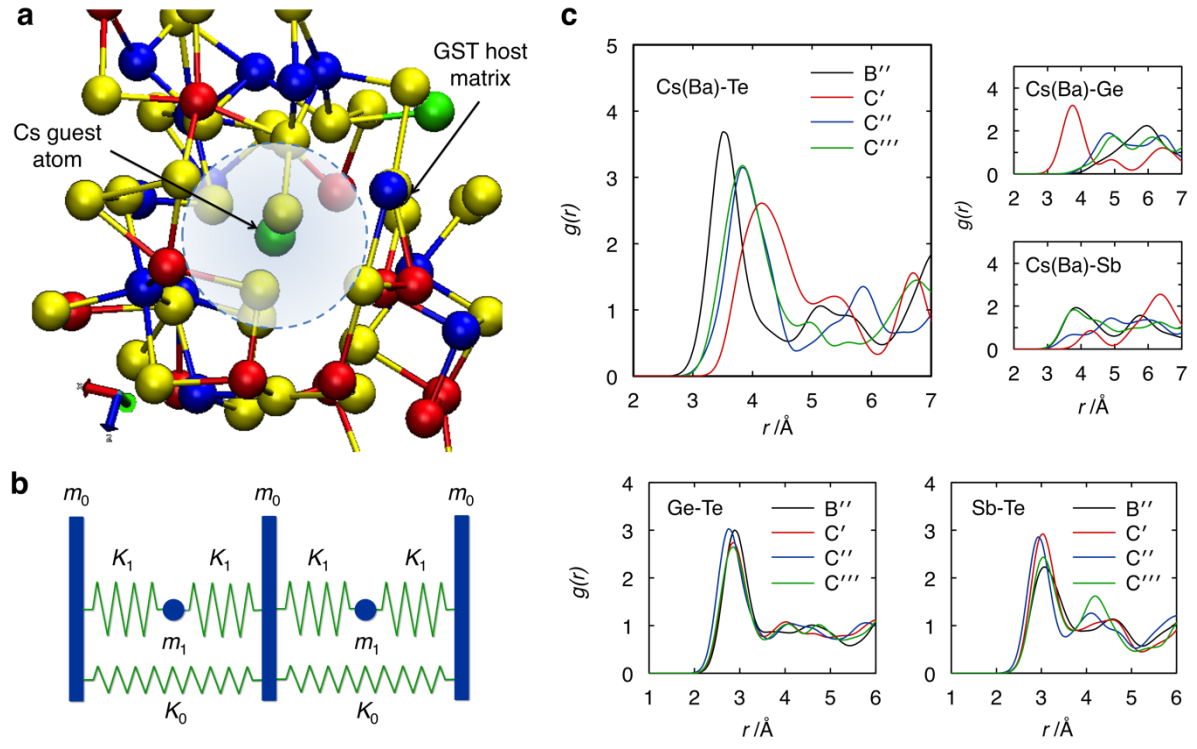 a
GST host
matrix
Cs guest
atom
b
m0
m0
m0
K1
K1
K1
K1
m1
m1
K0
K0
c
5
4
3
2
1
0
g(r)
Cs(Ba)-Te
B′′
C′
C′′
C′′′
2
3
4
5
6
7
r /Å
Cs(Ba)-Ge
4
2
0
2 3 4 5 6 7
g(r)
Cs(Ba)-Sb
4
2
0
2 3 4 5 6 7
r /Å
Ge-Te
B′′
C′
C′′
C′′′
4
3
2
1
0
g(r)
1 2 3 4 5 6
r /Å
Sb-Te
B′′
C′
C′′
C′′′
4
3
2
1
0
1 2 3 4 5 6
r /Å